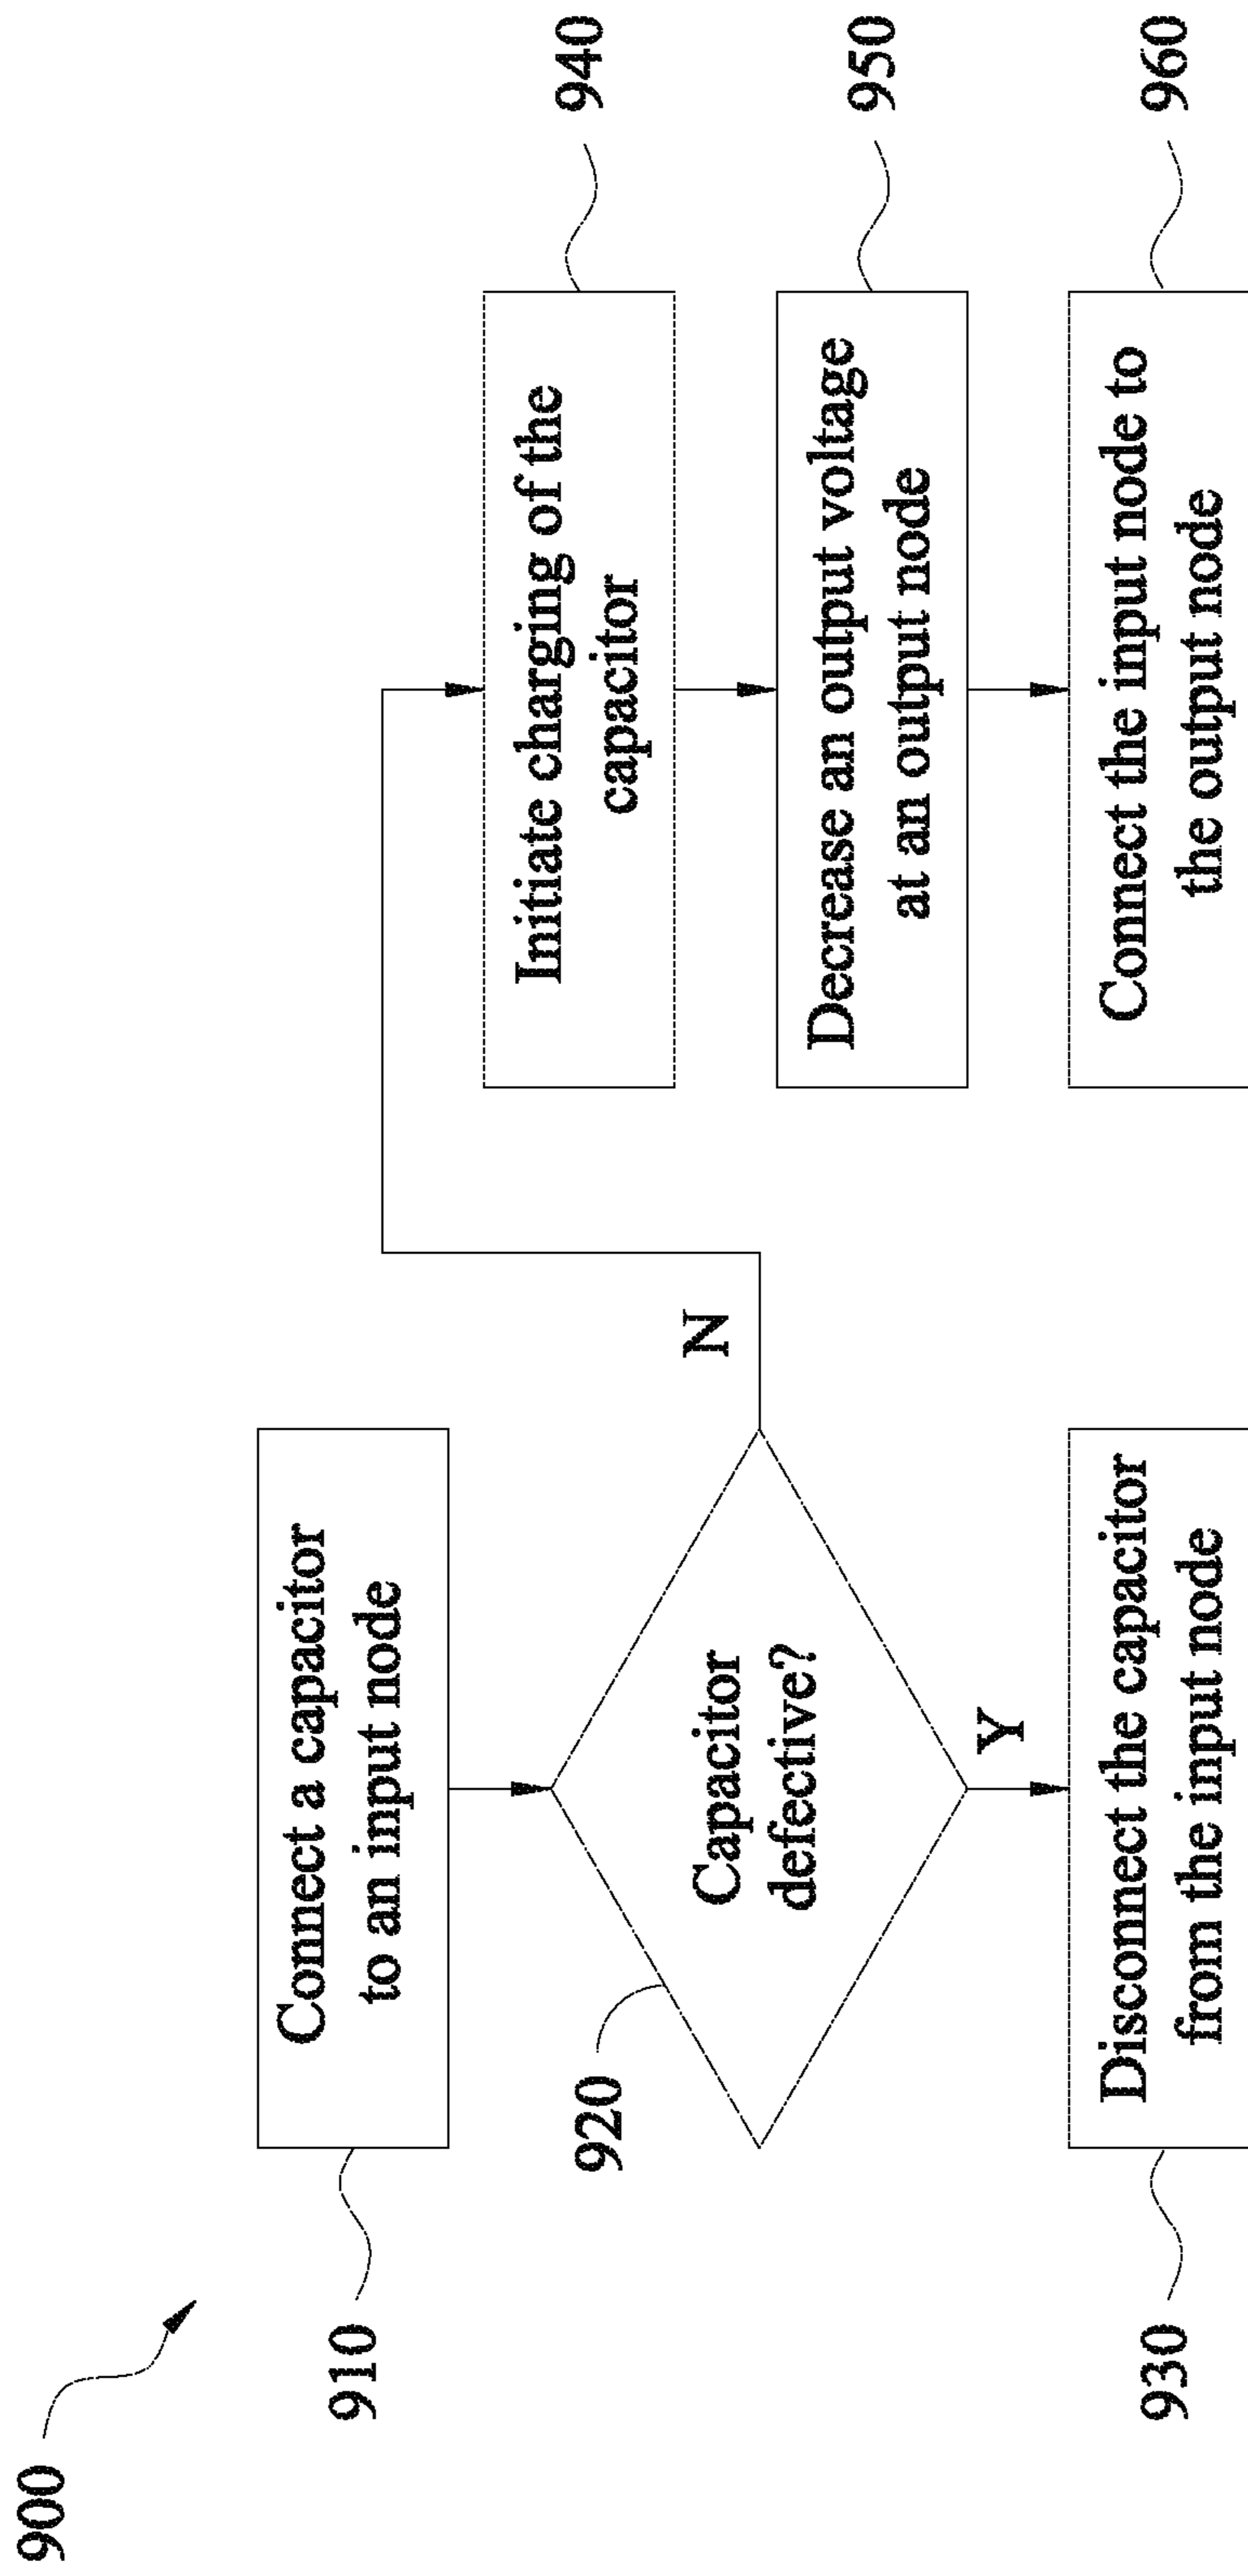 900
910
Connect a capacitor
to an input node
920
Capacitor
defective?
N
Y
930
Disconnect the capacitor
from the input node
Initiate charging of the
capacitor
940
Decrease an output voltage
at an output node
950
Connect the input node to
the output node
960